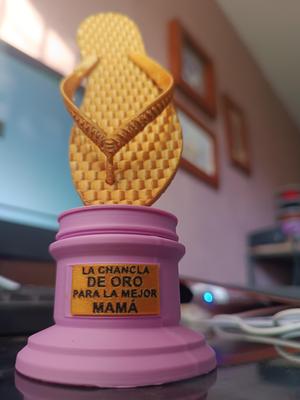 LA CHANCLA
DE ORO
PARA LA MEJOR
MAMÁ